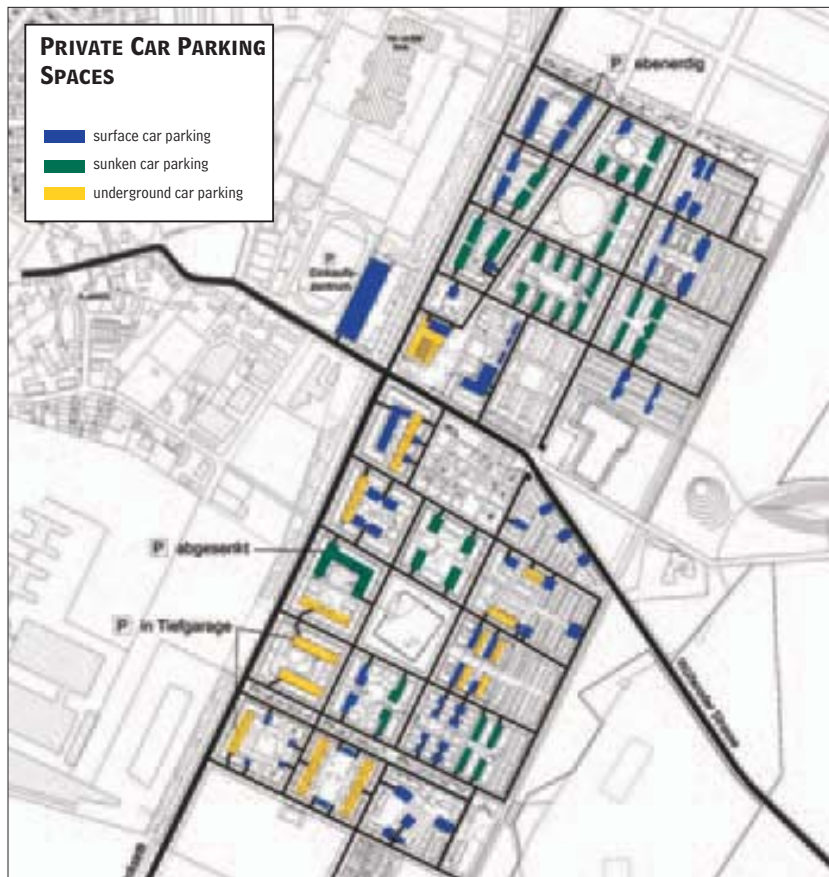 PRIVATE CAR PARKING
SPACES
surface car parking
sunken car parking
underground car parking
P ebenerdig
P
Einkaufs-
zentrum
P abgesenkt
P in Tiefgarage